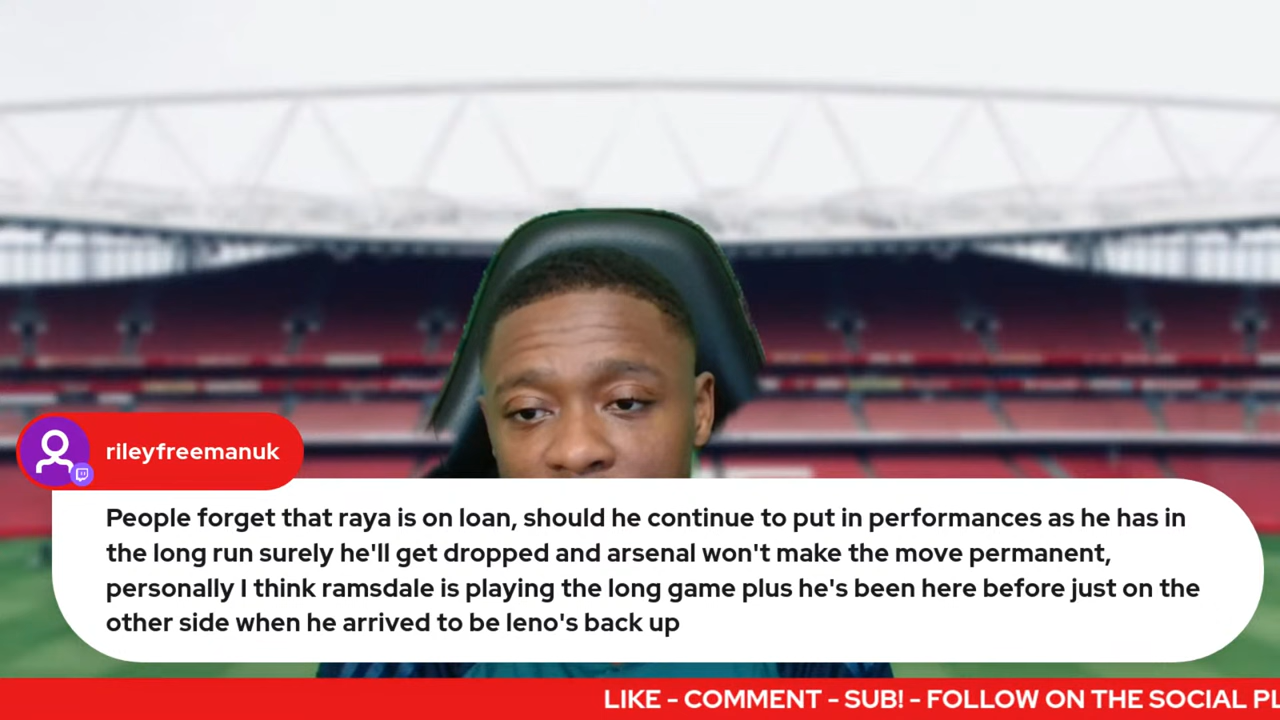 rileyfreemanuk
People forget that raya is on loan, should he continue to put in performances as he has in
the long run surely he'll get dropped and arsenal won't make the move permanent,
personally I think ramsdale is playing the long game plus he's been here before just on the
other side when he arrived to be leno's back up
LIKE - COMMENT - SUB! - FOLLOW ON THE SOCIAL PL